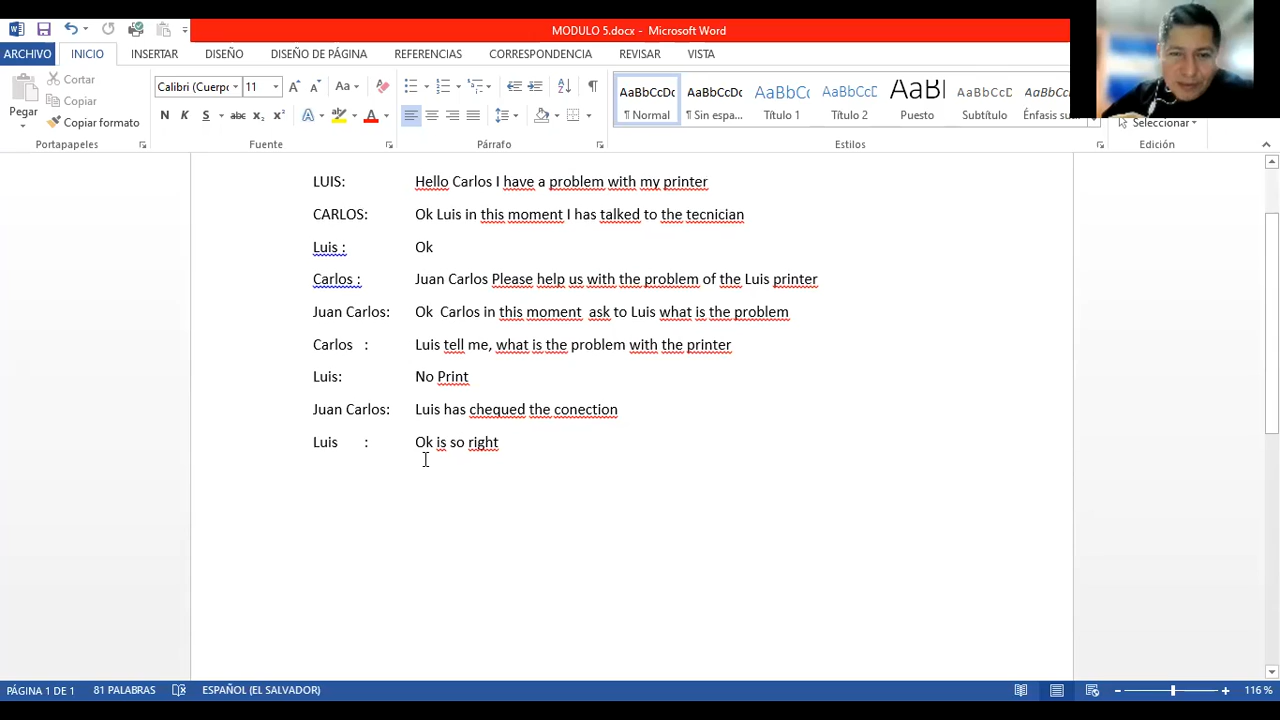 MODULO 5.docx - Microsoft Word
ARCHIVO INICIO INSERTAR DISEÑO DISEÑO DE PÁGINA REFERENCIAS CORRESPONDENCIA REVISAR VISTA
Cortar
Copiar
Copiar formato
Pegar
Calibri (Cuerpo 11
AaBbCcDc AaBbCcDc AaBbCc AaBbCcD AaBbI AaBbCcD AaBbCcDc
¶ Normal ¶ Sin espa... Título 1 Título 2 Puesto Subtítulo Énfasis sutil
Seleccionar
Portapapeles Fuente Párrafo Estilos Edición
LUIS: Hello Carlos I have a problem with my printer
CARLOS: Ok Luis in this moment I has talked to the tecnician
Luis : Ok
Carlos : Juan Carlos Please help us with the problem of the Luis printer
Juan Carlos: Ok Carlos in this moment ask to Luis what is the problem
Carlos : Luis tell me, what is the problem with the printer
Luis: No Print
Juan Carlos: Luis has chequed the conection
Luis : Ok is so right
PÁGINA 1 DE 1 81 PALABRAS ESPAÑOL (EL SALVADOR) 116 %